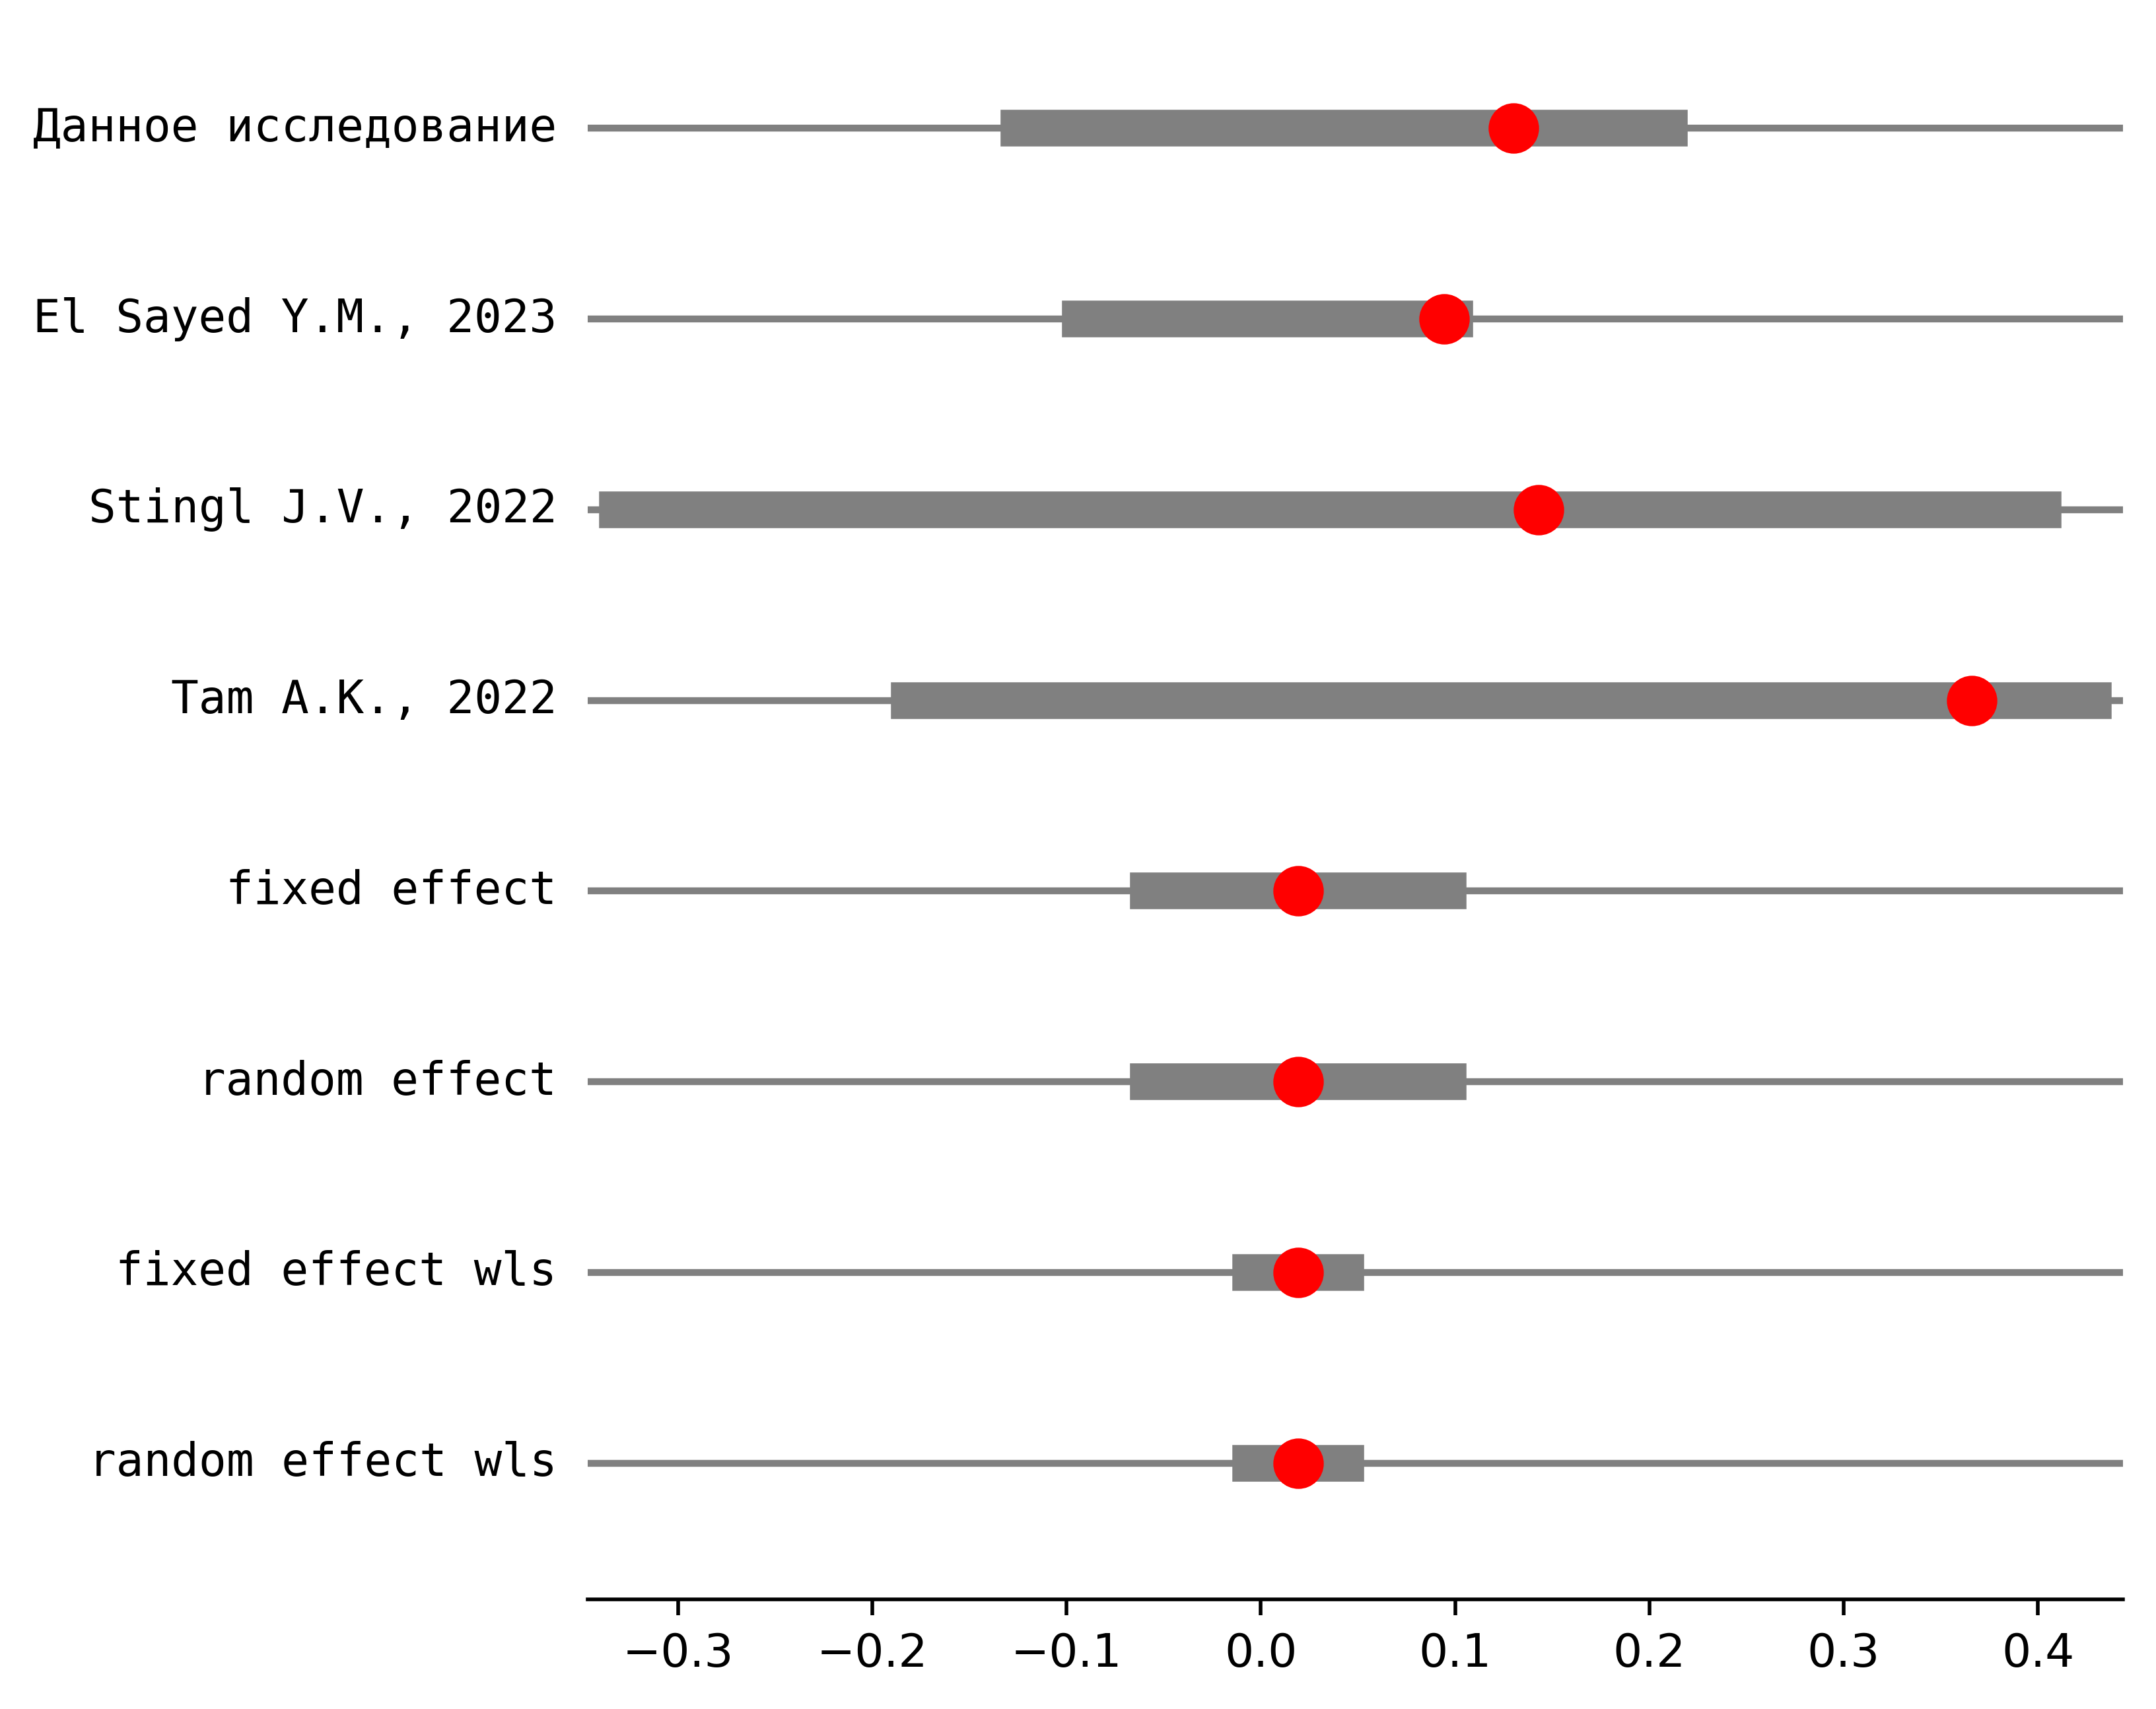 Данное исследование
El Sayed Y.M., 2023
Stingl J.V., 2022
Tam A.K., 2022
fixed effect
random effect
fixed effect wls
random effect wls
−0.3 −0.2 −0.1 0.0 0.1 0.2 0.3 0.4